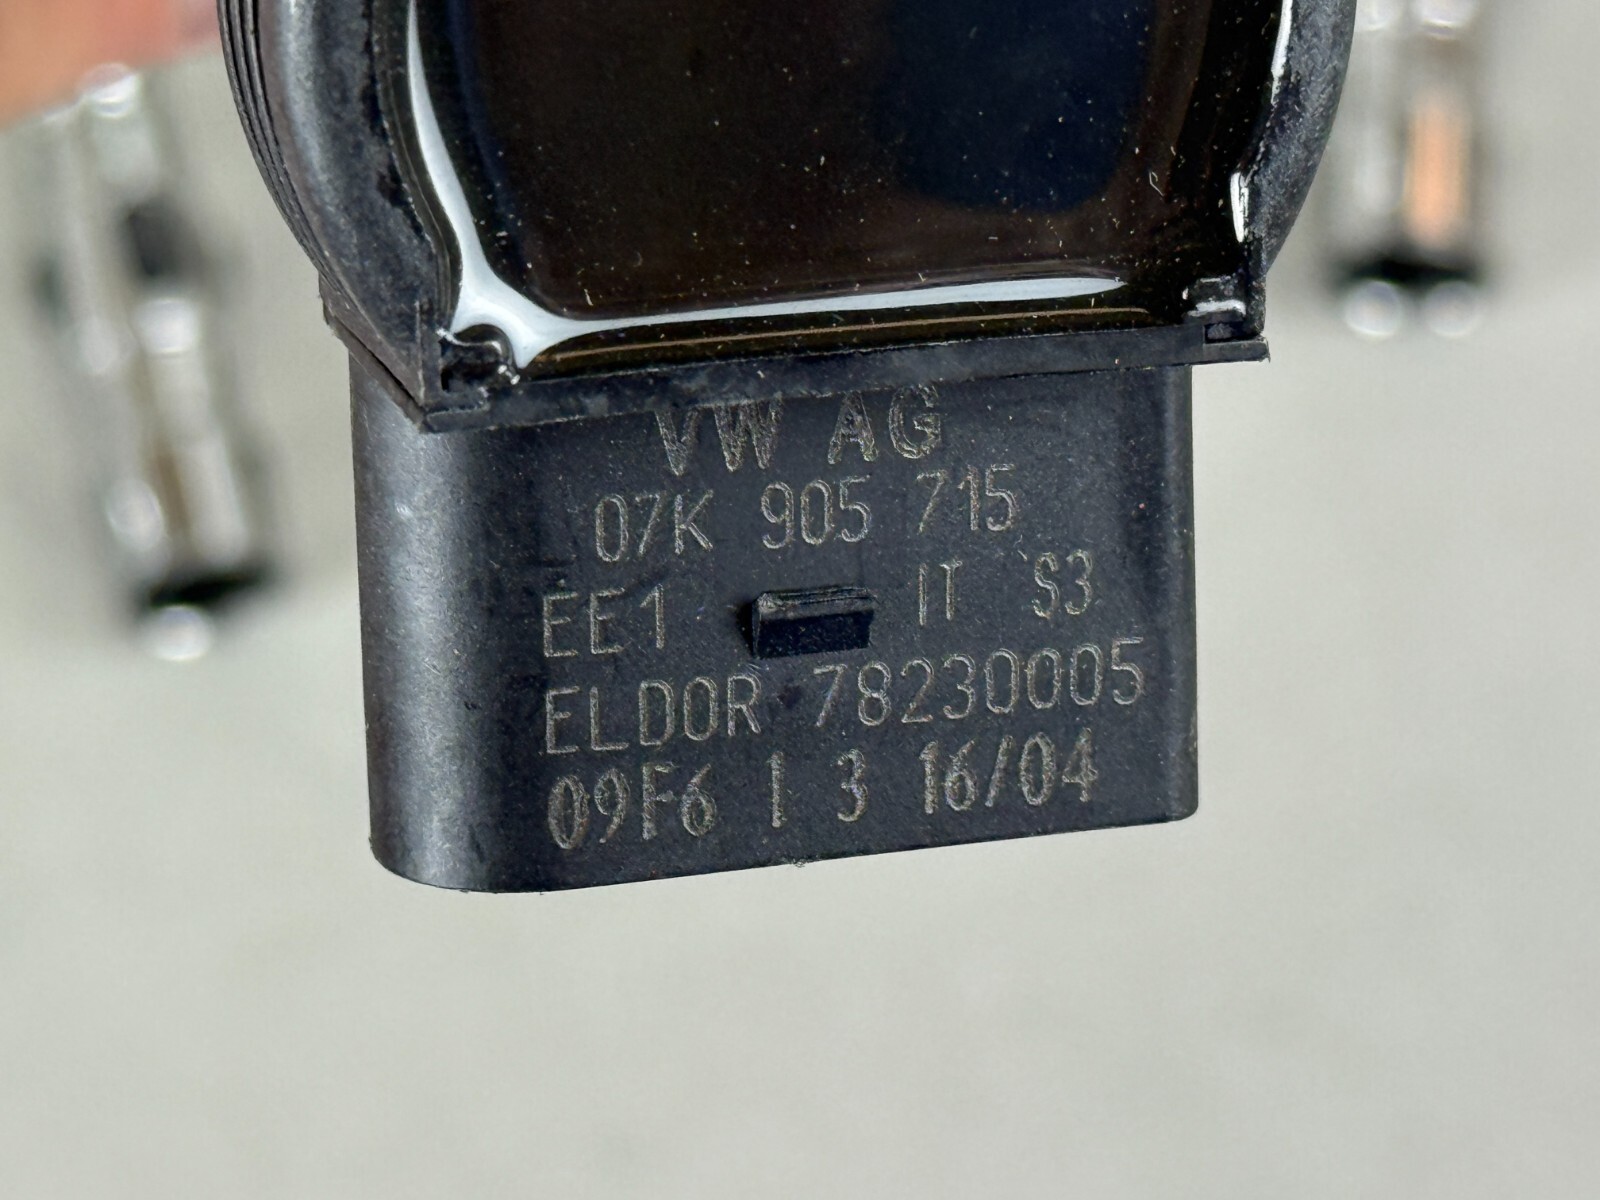 VW AG
07K 905 715
EE1 IT S3
ELDOR 78230005
09F6 1 3 16/04